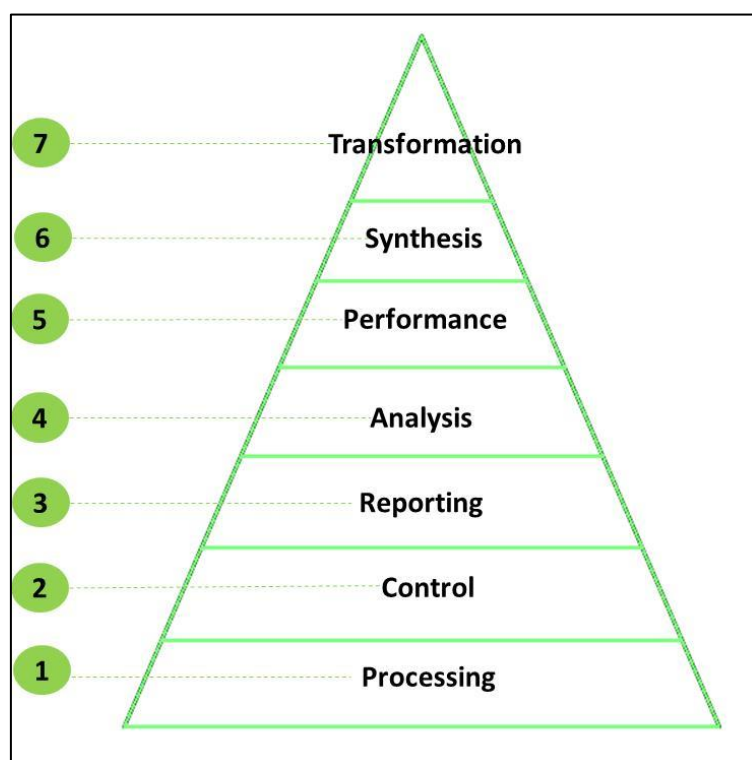 7 Transformation
6 Synthesis
5 Performance
4 Analysis
3 Reporting
2 Control
1 Processing